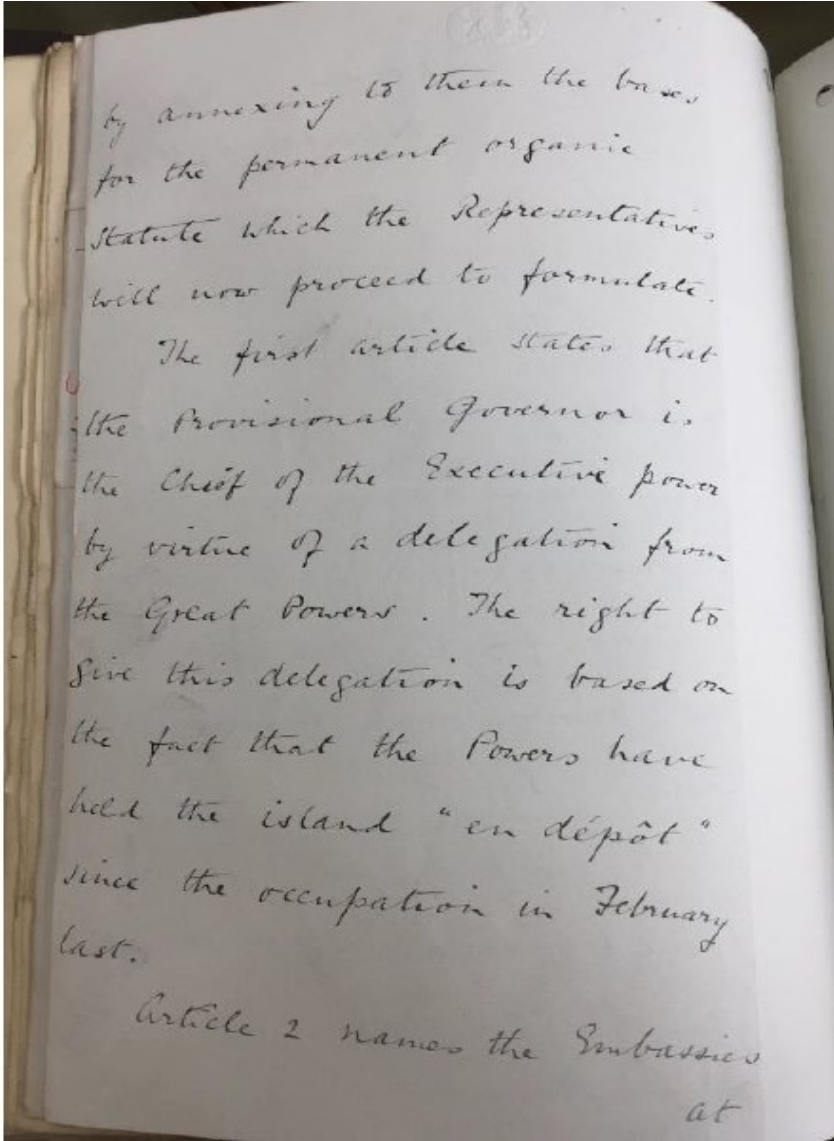 by annexing to them the bases
for the permanent organic
Statute which the Representatives
will now proceed to formulate.
The first article states that
the Provisional Governor is
the Chief of the Executive power
by virtue of a delegation from
the Great Powers. The right to
give this delegation is based on
the fact that the Powers have
held the island "en dépôt"
since the occupation in February
last.
Article 2 names the Embassies
at